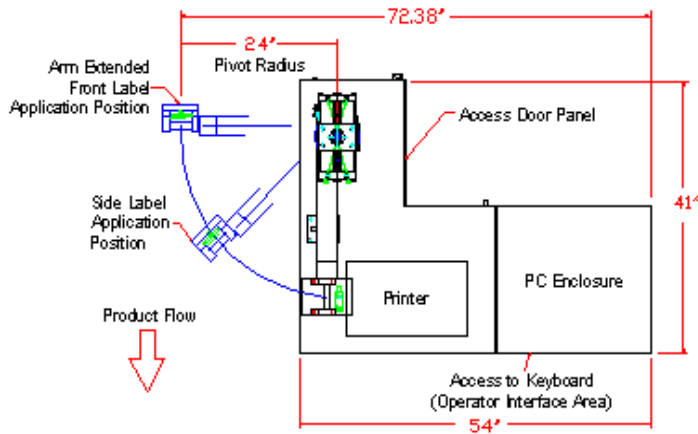 72.38"
24"
Pivot Radius
Arm Extended
Front Label
Application Position
Access Door Panel
41"
Side Label
Application
Position
PC Enclosure
Printer
Product Flow
Access to Keyboard
(Operator Interface Area)
54"